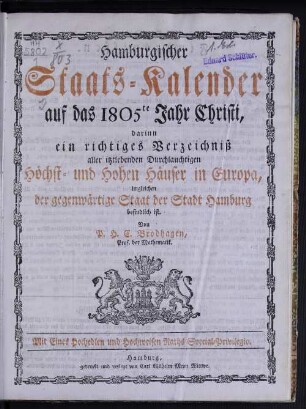 Hamburgischer
Staats-Kalender
auf das 1805te Jahr Christi,
darinn
ein richtiges Verzeichniß
aller itztlebenden Durchlauchtigen
Höchst- und Hohen Häuser in Europa,
ingleichen
der gegenwärtige Staat der Stadt Hamburg
befindlich ist.
Von
P. H. C. Brodhagen,
Prof. der Mathematik.
Mit Eines Hochedlen und Hochweisen Raths Special-Privilegio.
Hamburg,
gedruckt und verlegt von Carl Wilhelm Meyn Wittwe.